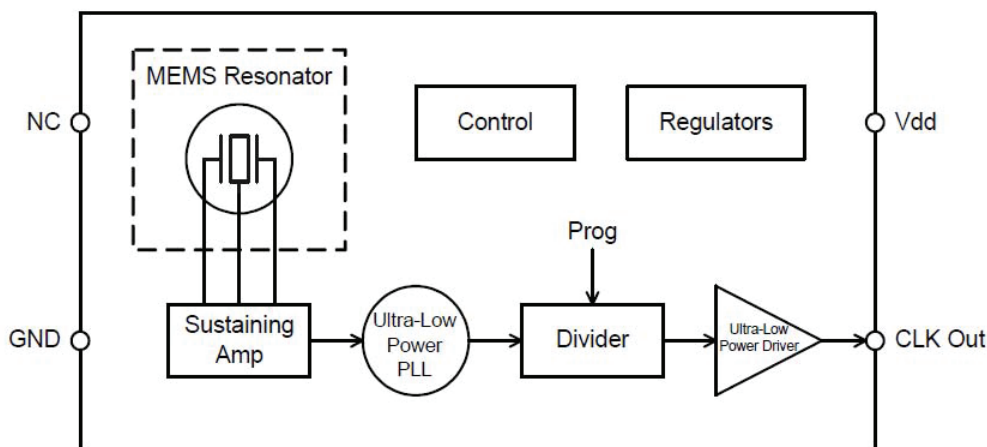 MEMS Resonator
NC
Control
Regulators
Vdd
Prog
GND
Sustaining
Amp
Ultra-Low
Power
PLL
Divider
Ultra-Low
Power Driver
CLK Out